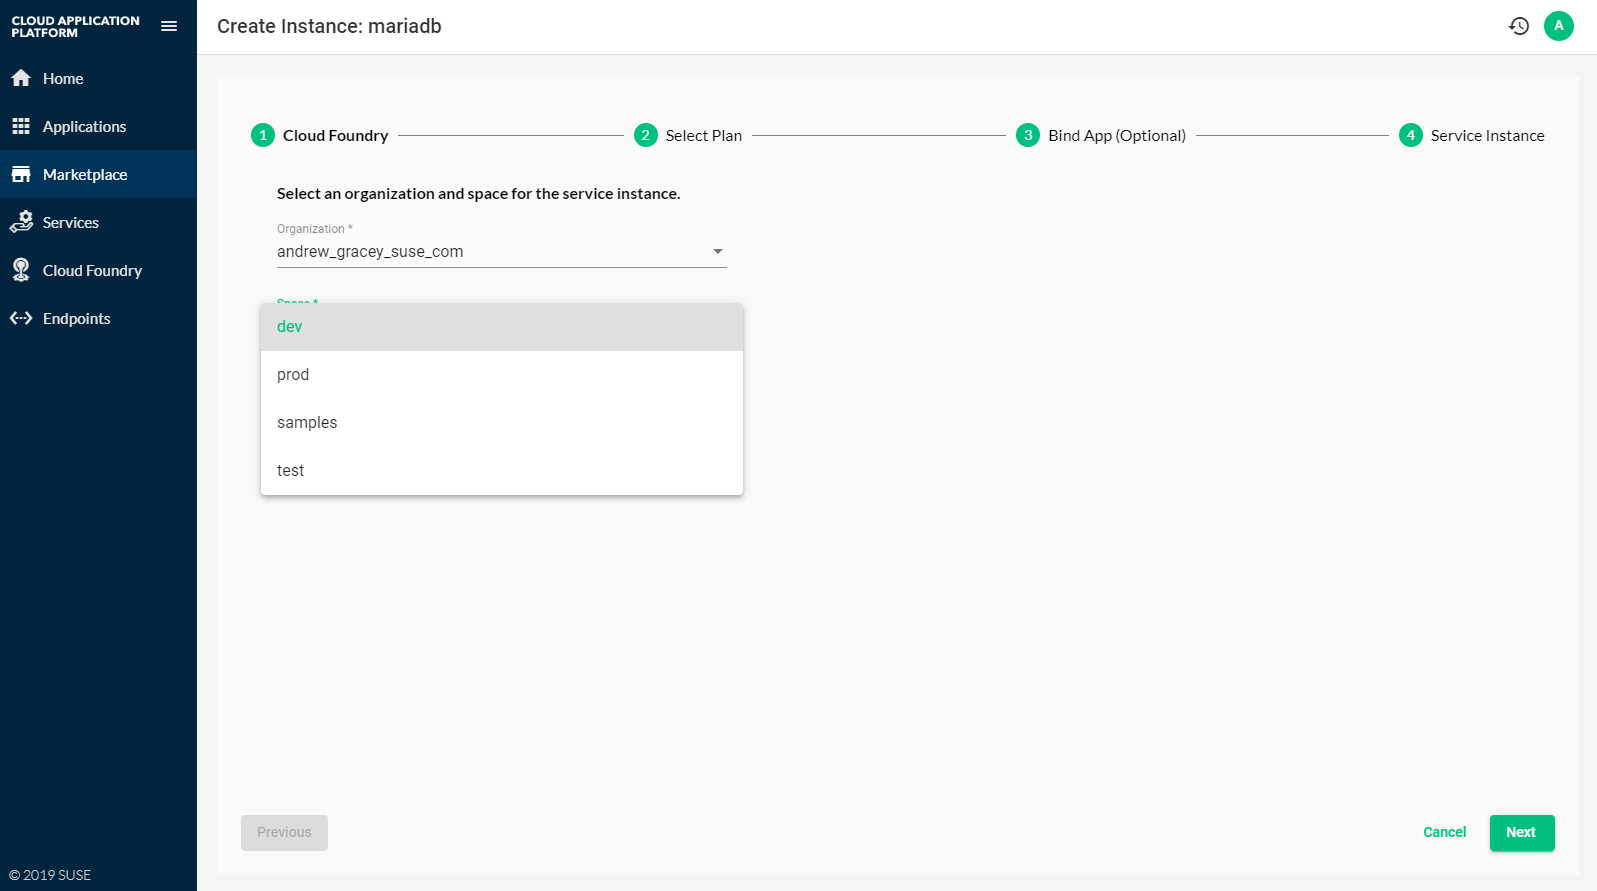 CLOUD APPLICATION
PLATFORM
Create Instance: mariadb
A
Home
Applications
Marketplace
Services
Cloud Foundry
Endpoints
1 Cloud Foundry
2 Select Plan
3 Bind App (Optional)
4 Service Instance
Select an organization and space for the service instance.
Organization *
andrew_gracey_suse_com
Space *
dev
prod
samples
test
Previous
Cancel
Next
© 2019 SUSE